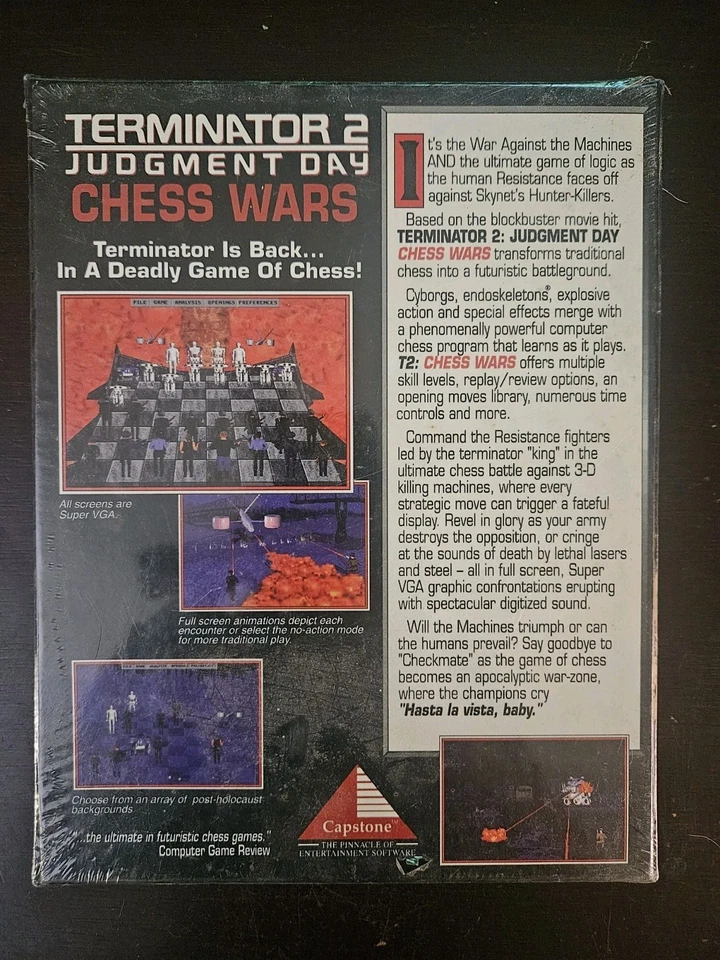 TERMINATOR 2
JUDGMENT DAY
CHESS WARS
Terminator Is Back...
In A Deadly Game Of Chess!
FILE GAME ANALYSIS OPENINGS PREFERENCES
All screens are
Super VGA.
Full screen animations depict each
encounter or select the no-action mode
for more traditional play.
Choose from an array of post-holocaust
backgrounds
"...the ultimate in futuristic chess games."
Computer Game Review
Capstone™
THE PINNACLE OF
ENTERTAINMENT SOFTWARE
It's the War Against the Machines
AND the ultimate game of logic as
the human Resistance faces off
against Skynet's Hunter-Killers.
Based on the blockbuster movie hit,
TERMINATOR 2: JUDGMENT DAY
CHESS WARS transforms traditional
chess into a futuristic battleground.
Cyborgs, endoskeletons®, explosive
action and special effects merge with
a phenomenally powerful computer
chess program that learns as it plays.
T2: CHESS WARS offers multiple
skill levels, replay/review options, an
opening moves library, numerous time
controls and more.
Command the Resistance fighters
led by the terminator "king" in the
ultimate chess battle against 3-D
killing machines, where every
strategic move can trigger a fateful
display. Revel in glory as your army
destroys the opposition, or cringe
at the sounds of death by lethal lasers
and steel – all in full screen, Super
VGA graphic confrontations erupting
with spectacular digitized sound.
Will the Machines triumph or can
the humans prevail? Say goodbye to
"Checkmate" as the game of chess
becomes an apocalyptic war-zone,
where the champions cry
"Hasta la vista, baby."